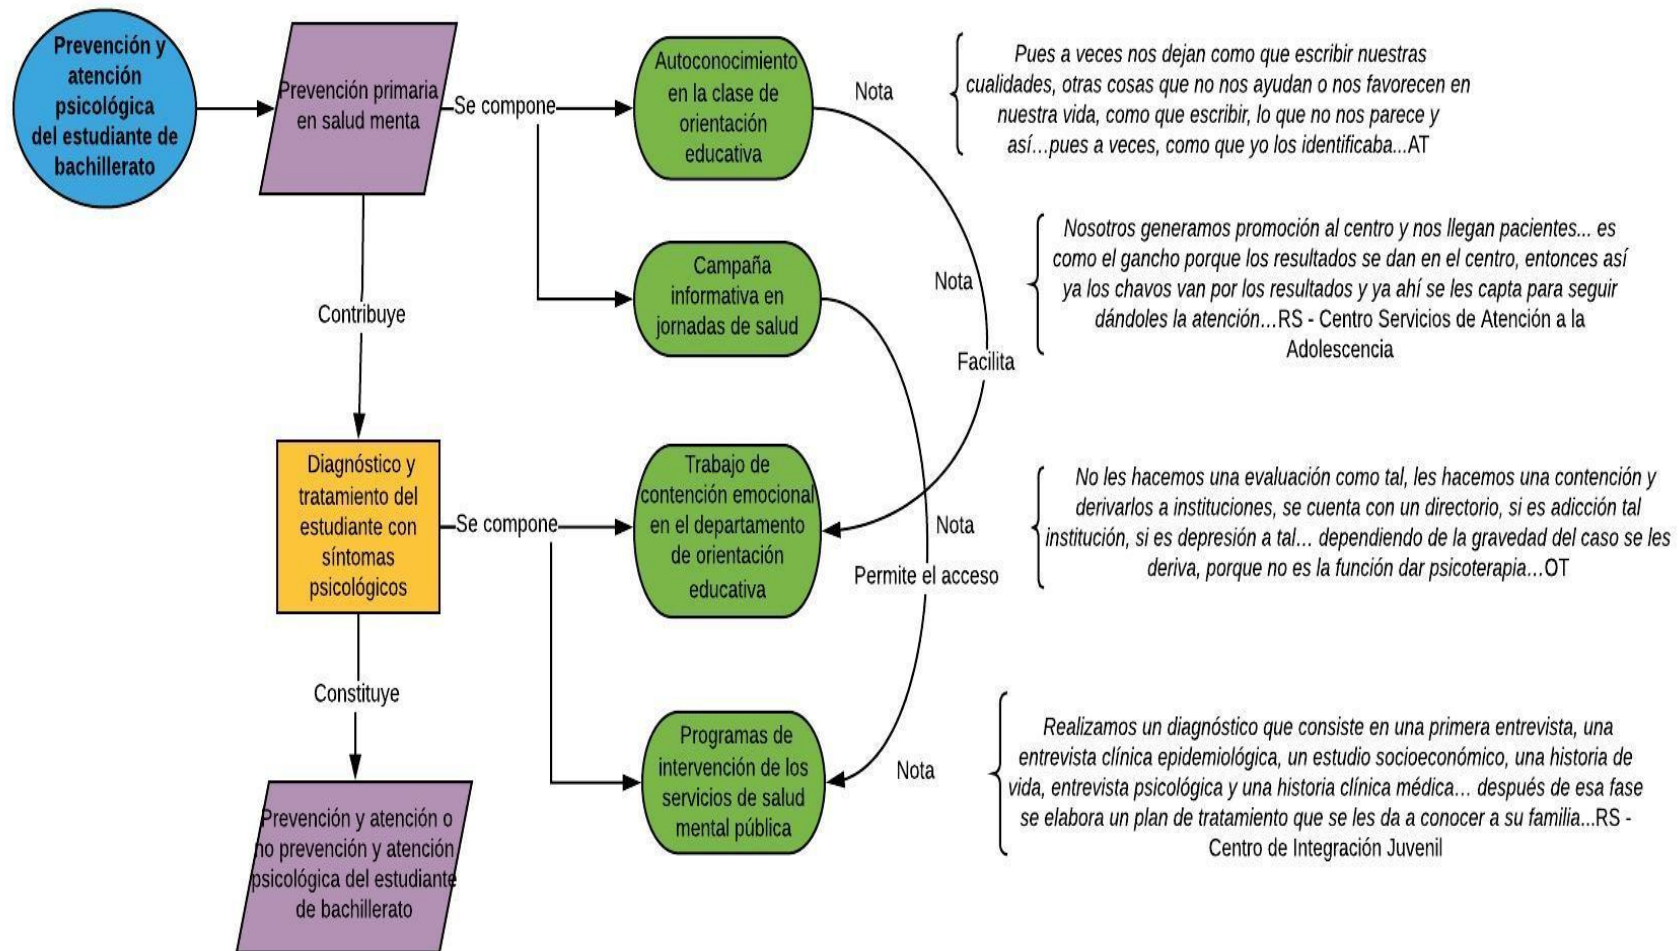 Prevención y
atención
psicológica
del estudiante de
bachillerato
Prevención primaria
en salud menta
Se compone
Autoconocimiento
en la clase de
orientación
educativa
Nota
Pues a veces nos dejan como que escribir nuestras
cualidades, otras cosas que no nos ayudan o nos favorecen en
nuestra vida, como que escribir, lo que no nos parece y
así…pues a veces, como que yo los identificaba...AT
Campaña
informativa en
jornadas de salud
Nota
Nosotros generamos promoción al centro y nos llegan pacientes... es
como el gancho porque los resultados se dan en el centro, entonces así
ya los chavos van por los resultados y ya ahí se les capta para seguir
dándoles la atención…RS - Centro Servicios de Atención a la
Adolescencia
Contribuye
Facilita
Diagnóstico y
tratamiento del
estudiante con
síntomas
psicológicos
Se compone
Trabajo de
contención emocional
en el departamento
de orientación
educativa
Nota
Permite el acceso
No les hacemos una evaluación como tal, les hacemos una contención y
derivarlos a instituciones, se cuenta con un directorio, si es adicción tal
institución, si es depresión a tal… dependiendo de la gravedad del caso se les
deriva, porque no es la función dar psicoterapia…OT
Constituye
Programas de
intervención de los
servicios de salud
mental pública
Nota
Realizamos un diagnóstico que consiste en una primera entrevista, una
entrevista clínica epidemiológica, un estudio socioeconómico, una historia de
vida, entrevista psicológica y una historia clínica médica… después de esa fase
se elabora un plan de tratamiento que se les da a conocer a su familia...RS -
Centro de Integración Juvenil
Prevención y atención o
no prevención y atención
psicológica del estudiante
de bachillerato